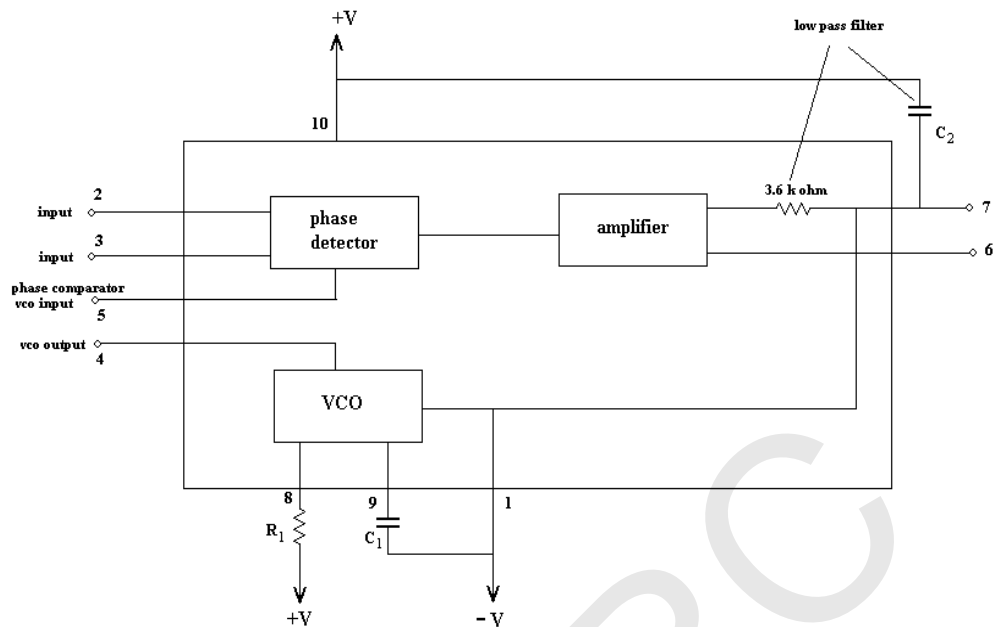 +V
low pass filter
10
C2
2
input
3
input
phase comparator
vco input
5
vco output
4
phase
detector
amplifier
3.6 k ohm
7
6
VCO
8
9
1
R1
C1
+V
- V